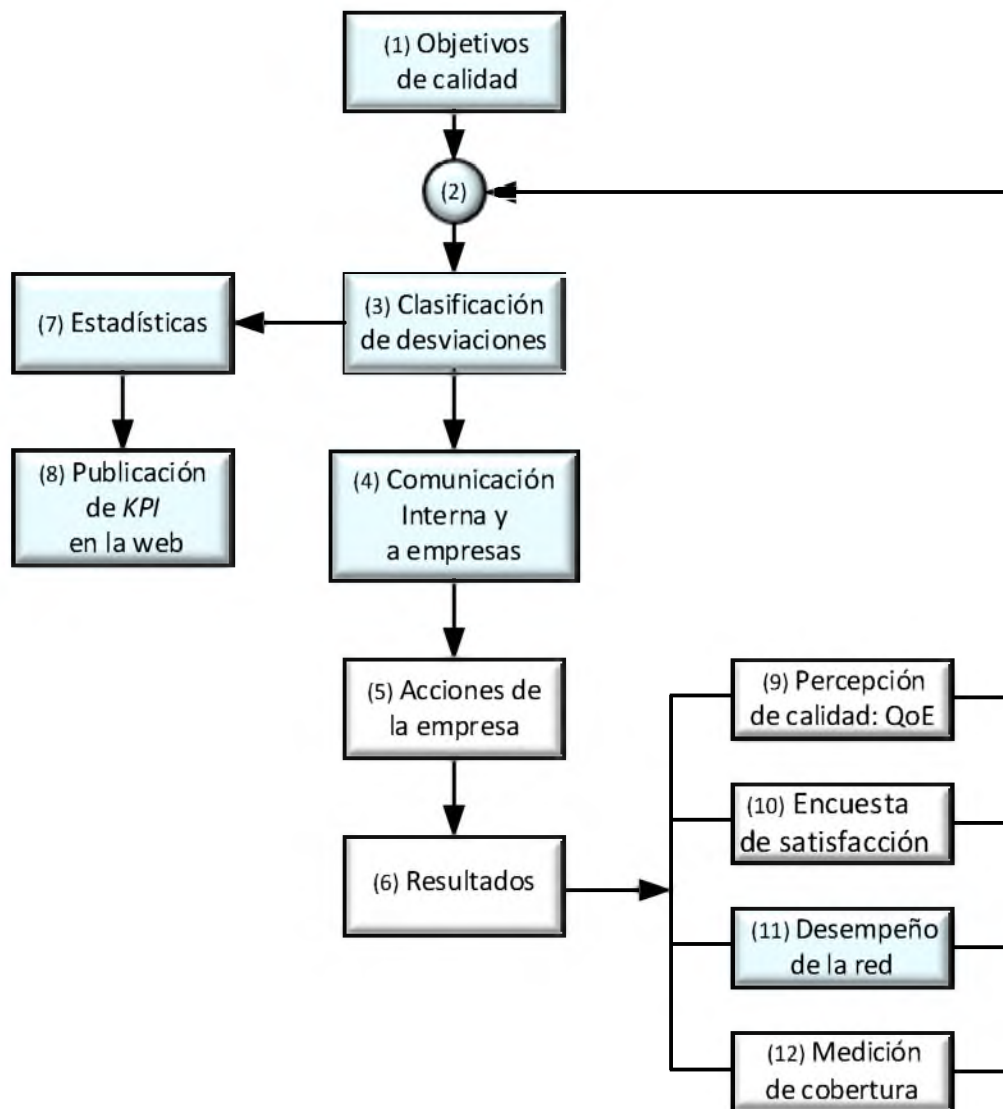 (1) Objetivos
de calidad
(2)
(3) Clasificación
de desviaciones
(7) Estadísticas
(8) Publicación
de KPI
en la web
(4) Comunicación
Interna y
a empresas
(5) Acciones de
la empresa
(6) Resultados
(9) Percepción
de calidad: QoE
(10) Encuesta
de satisfacción
(11) Desempeño
de la red
(12) Medición
de cobertura